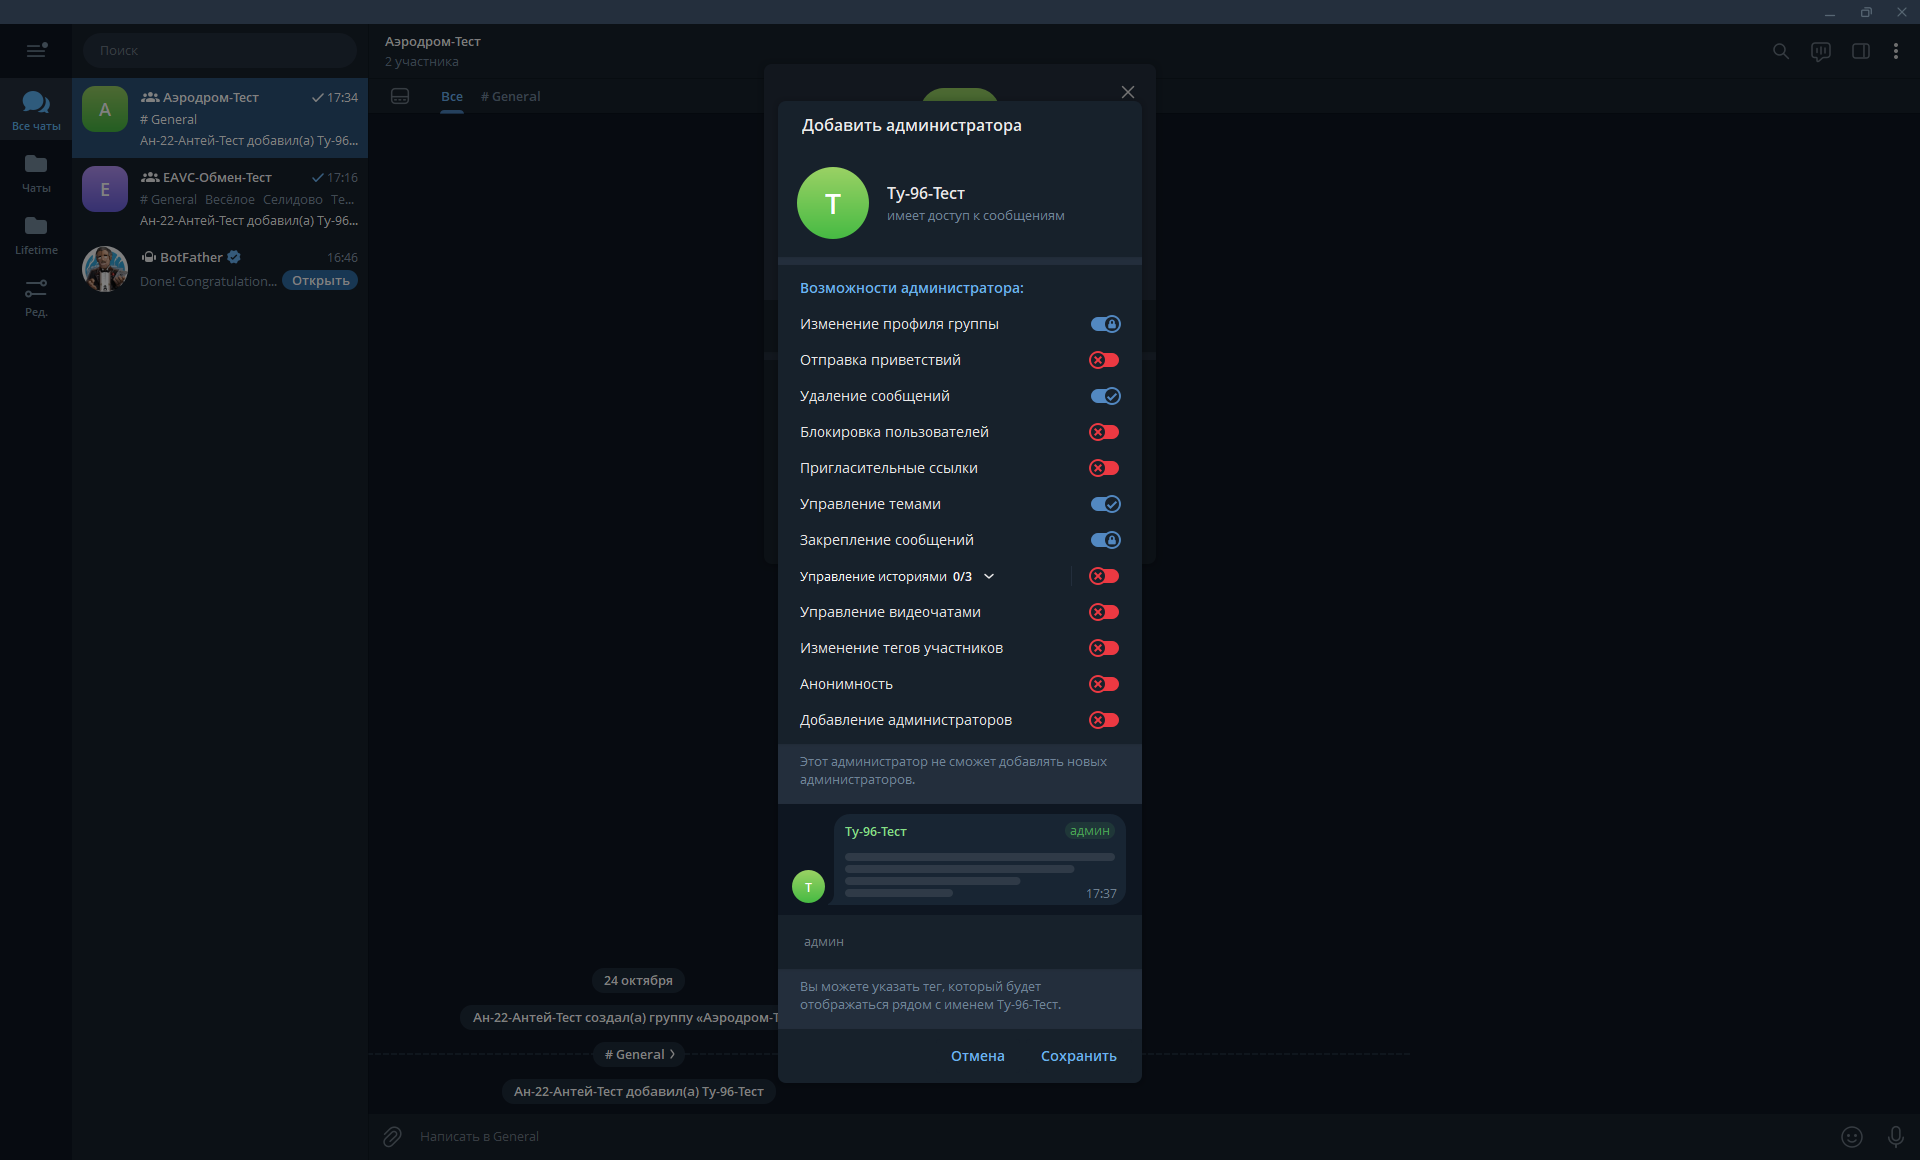 Поиск
Все чаты
Чаты
Lifetime
Ред.
А
Аэродром-Тест
17:34
# General
Ан-22-Антей-Тест добавил(а) Ту-96...
E
EAVC-Обмен-Тест
17:16
# General Весёлое Селидово Те...
Ан-22-Антей-Тест добавил(а) Ту-96...
BotFather
16:46
Done! Congratulation...
Открыть
Аэродром-Тест
2 участника
Все
# General
Добавить администратора
Т
Ту-96-Тест
имеет доступ к сообщениям
Возможности администратора:
Изменение профиля группы
Отправка приветствий
Удаление сообщений
Блокировка пользователей
Пригласительные ссылки
Управление темами
Закрепление сообщений
Управление историями 0/3
Управление видеочатами
Изменение тегов участников
Анонимность
Добавление администраторов
Этот администратор не сможет добавлять новых
администраторов.
Ту-96-Тест
админ
Т
17:37
админ
Вы можете указать тег, который будет
отображаться рядом с именем Ту-96-Тест.
Отмена
Сохранить
24 октября
Ан-22-Антей-Тест создал(а) группу «Аэродром-Т
# General
Ан-22-Антей-Тест добавил(а) Ту-96-Тест
Написать в General